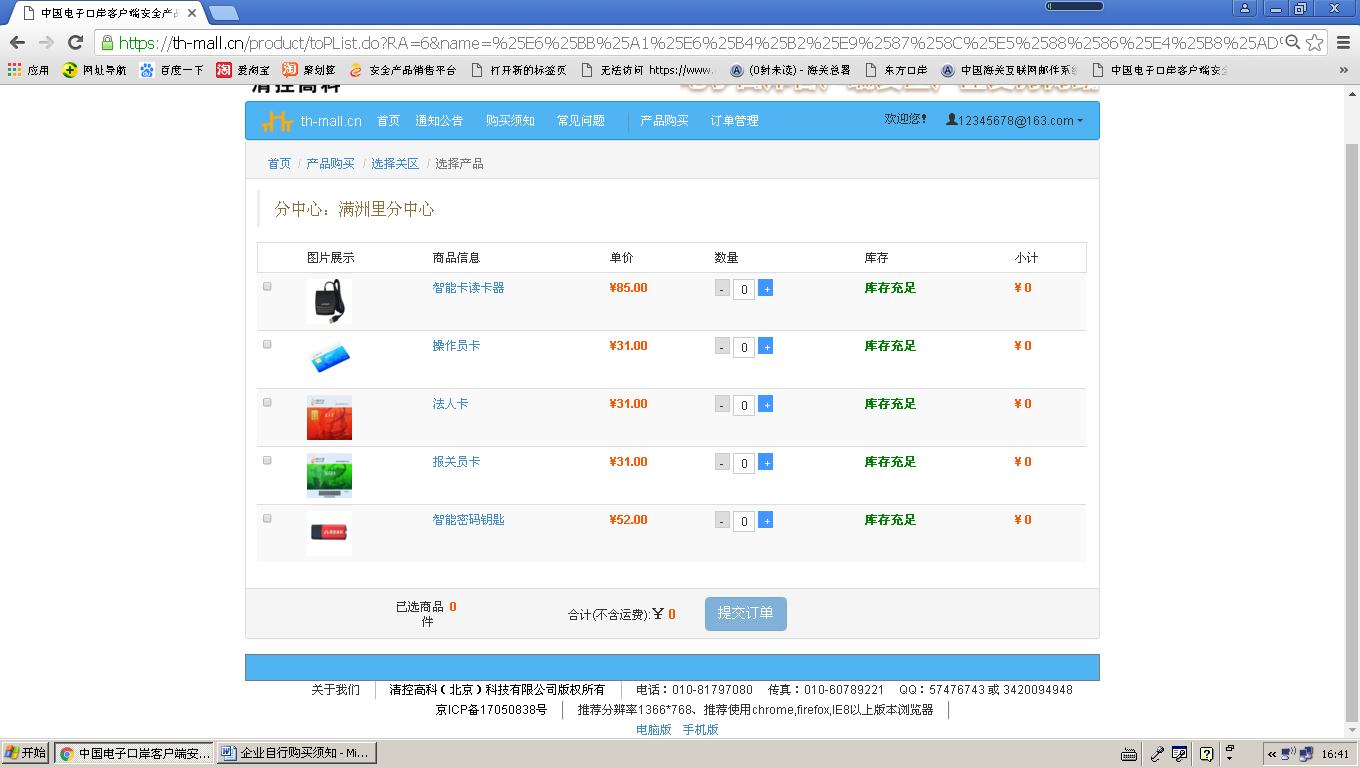 中国电子口岸客户端安全产品
https://th-mall.cn/product/toPList.do?RA=6&name=%25E6%25BB%25A1%25E6%25B4%25B2%25E9%2587%258C%25E5%2588%2586%25E4%25B8%25AD
应用 网址导航 百度一下 爱淘宝 聚划算 安全产品销售平台 打开新的标签页 无法访问 https://www. (0封未读) - 海关总署 东方口岸 中国海关互联网邮件系 中国电子口岸客户端安全 »
清控高科
th-mall.cn 首页 通知公告 购买须知 常见问题 产品购买 订单管理 欢迎您! 12345678@163.com
首页 / 产品购买 / 选择关区 / 选择产品
分中心：满洲里分中心
图片展示 商品信息 单价 数量 库存 小计
智能卡读卡器 ¥85.00 - 0 + 库存充足 ¥ 0
操作员卡 ¥31.00 - 0 + 库存充足 ¥ 0
法人卡 ¥31.00 - 0 + 库存充足 ¥ 0
报关员卡 ¥31.00 - 0 + 库存充足 ¥ 0
智能密码钥匙 ¥52.00 - 0 + 库存充足 ¥ 0
已选商品 0
件
合计(不含运费):¥ 0 提交订单
关于我们 清控高科（北京）科技有限公司版权所有 电话：010-81797080 传真：010-60789221 QQ：57476743 或 3420094948
京ICP备17050838号 推荐分辨率1366*768、推荐使用chrome,firefox,IE8以上版本浏览器
电脑版 手机版
开始 中国电子口岸客户端安... 企业自行购买须知 - Mi... « 16:41